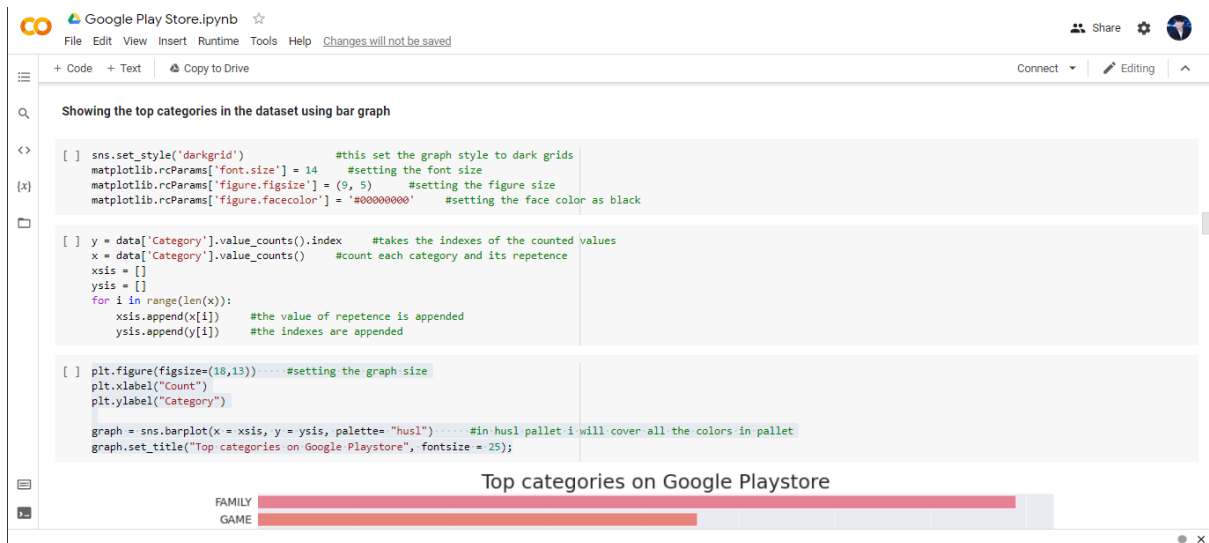 Google Play Store.ipynb
File Edit View Insert Runtime Tools Help Changes will not be saved
Share
+ Code + Text Copy to Drive
Connect Editing
Showing the top categories in the dataset using bar graph
[ ] sns.set_style('darkgrid') #this set the graph style to dark grids
matplotlib.rcParams['font.size'] = 14 #setting the font size
matplotlib.rcParams['figure.figsize'] = (9, 5) #setting the figure size
matplotlib.rcParams['figure.facecolor'] = '#00000000' #setting the face color as black
{x}
[ ] y = data['Category'].value_counts().index #takes the indexes of the counted values
x = data['Category'].value_counts() #count each category and its repetence
xsis = []
ysis = []
for i in range(len(x)):
xsis.append(x[i]) #the value of repetence is appended
ysis.append(y[i]) #the indexes are appended
[ ] plt.figure(figsize=(18,13)) #setting the graph size
plt.xlabel("Count")
plt.ylabel("Category")
graph = sns.barplot(x = xsis, y = ysis, palette= "husl") #in husl pallet i will cover all the colors in pallet
graph.set_title("Top categories on Google Playstore", fontsize = 25);
Top categories on Google Playstore
FAMILY
GAME